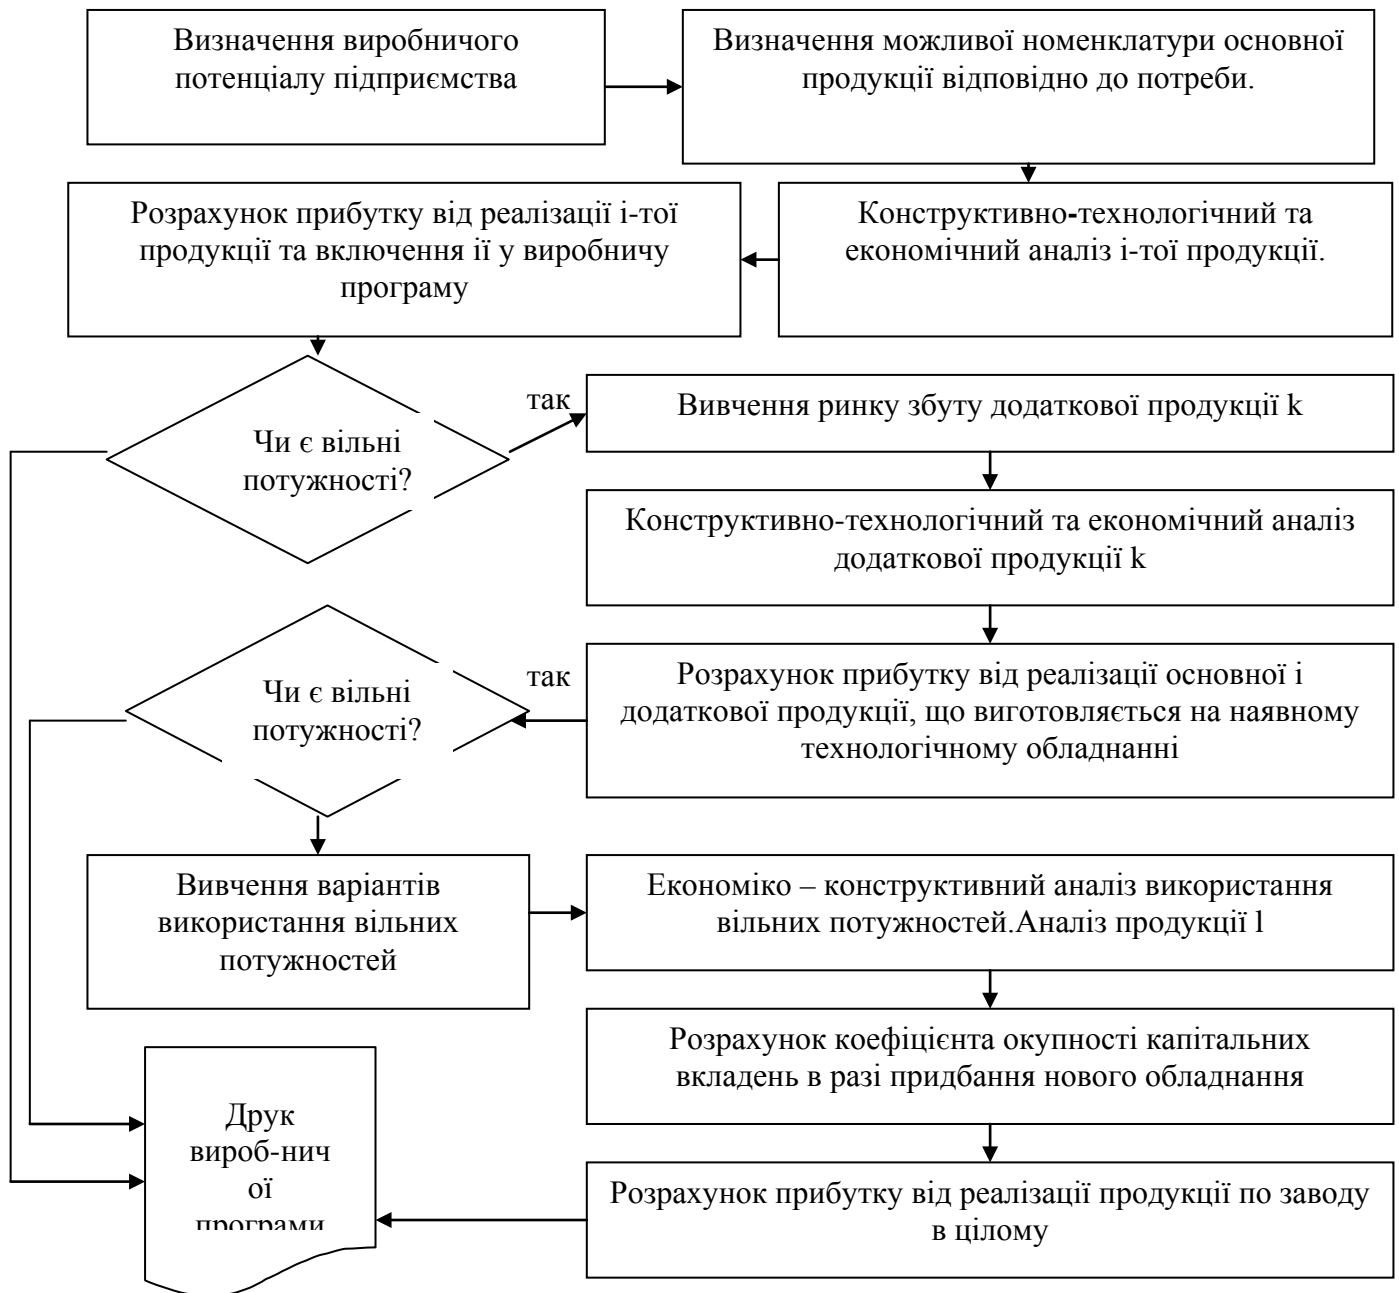 Визначення виробничого
потенціалу підприємства
Визначення можливої номенклатури основної
продукції відповідно до потреби.
Розрахунок прибутку від реалізації і-тої
продукції та включення ії у виробничу
програму
Конструктивно-технологічний та
економічний аналіз і-тої продукції.
Чи є вільні
потужності?
так
Вивчення ринку збуту додаткової продукції k
Конструктивно-технологічний та економічний аналіз
додаткової продукції k
Чи є вільні
потужності?
так
Розрахунок прибутку від реалізації основної і
додаткової продукції, що виготовляється на наявному
технологічному обладнанні
Вивчення варіантів
використання вільних
потужностей
Економіко – конструктивний аналіз використання
вільних потужностей.Аналіз продукції l
Розрахунок коефіцієнта окупності капітальних
вкладень в разі придбання нового обладнання
Друк
вироб-нич
ої
програми
Розрахунок прибутку від реалізації продукції по заводу
в цілому